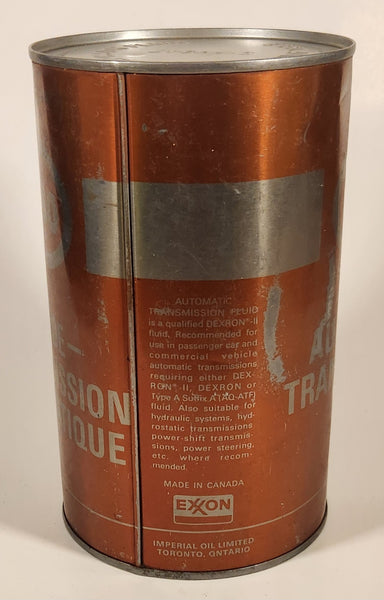 AUTOMATIC
TRANSMISSION FLUID
is a qualified DEXRON®-II
fluid. Recommended for
use in passenger car and
commercial vehicle
automatic transmissions
requiring either DEX-
RON®-II, DEXRON or
Type A Suffix A (AQ-ATF)
fluid. Also suitable for
hydraulic systems, hyd-
rostatic transmissions
power-shift transmis-
sions, power steering,
etc. where recom-
mended.
MADE IN CANADA
EXXON
IMPERIAL OIL LIMITED
TORONTO, ONTARIO
E-
SSION
TIQUE
AU
TRAN